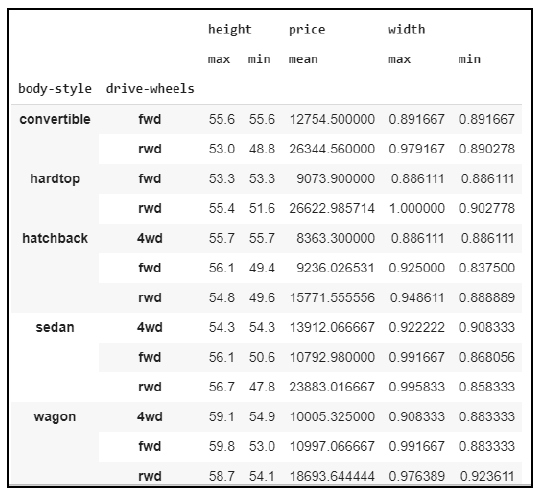 height price width
max min mean max min
body-style drive-wheels
convertible fwd 55.6 55.6 12754.500000 0.891667 0.891667
rwd 53.0 48.8 26344.560000 0.979167 0.890278
hardtop fwd 53.3 53.3 9073.900000 0.886111 0.886111
rwd 55.4 51.6 26622.985714 1.000000 0.902778
hatchback 4wd 55.7 55.7 8363.300000 0.886111 0.886111
fwd 56.1 49.4 9236.026531 0.925000 0.837500
rwd 54.8 49.6 15771.555556 0.948611 0.888889
sedan 4wd 54.3 54.3 13912.066667 0.922222 0.908333
fwd 56.1 50.6 10792.980000 0.991667 0.868056
rwd 56.7 47.8 23883.016667 0.995833 0.858333
wagon 4wd 59.1 54.9 10005.325000 0.908333 0.883333
fwd 59.8 53.0 10997.066667 0.991667 0.883333
rwd 58.7 54.1 18693.644444 0.976389 0.923611